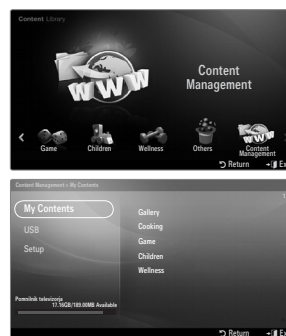 Content Library
WWW
Content
Management
Game
Children
Wellness
Others
Content
Management
Return
Content Management > My Contents
My Contents
USB
Setup
Gallery
Cooking
Game
Children
Wellness
Pomnilnik televizorja
17.16GB/189.00MB Available
Return